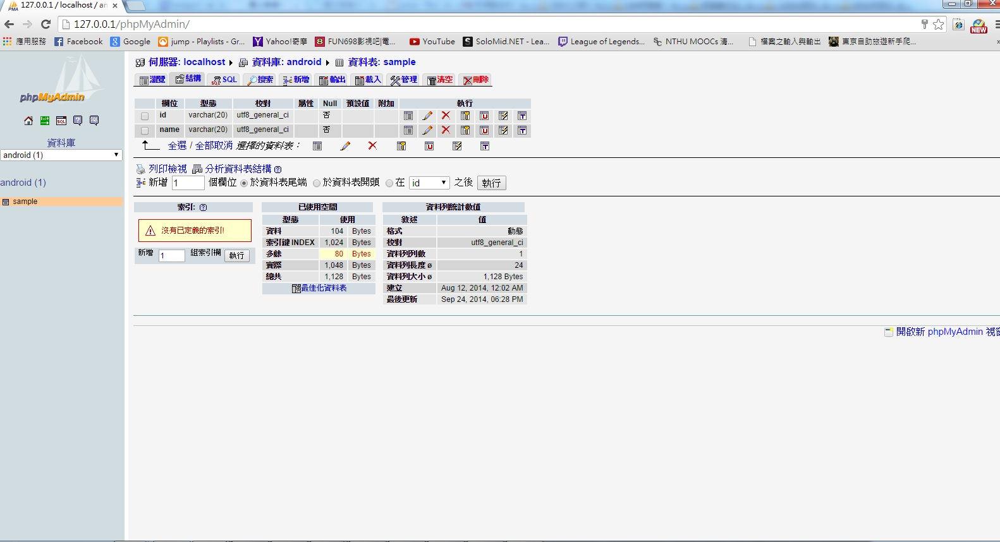 127.0.0.1 / localhost / an
127.0.0.1/phpMyAdmin/
應用服務 Facebook Google jump - Playlists - Gr... Yahoo!奇摩 FUN698影視吧|電... YouTube SoloMid.NET - Lea... League of Legends... NTHU MOOCs 清... 檔案之輸入與輸出 東京自助旅遊新手爬...
NEW
phpMyAdmin
資料庫
android (1)
android (1)
sample
伺服器: localhost 資料庫: android 資料表: sample
瀏覽 結構 SQL 搜索 新增 輸出 載入 管理 清空 刪除
欄位 型態 校對 屬性 Null 預設值 附加 執行
id varchar(20) utf8_general_ci 否
name varchar(20) utf8_general_ci 否
全選 / 全部取消 選擇的資料表：
列印檢視 分析資料表結構
新增 1 個欄位 於資料表尾端 於資料表開頭 在 id 之後 執行
索引:
沒有已定義的索引!
新增 1 組索引欄 執行
已使用空間
型態 使用
資料 104 Bytes
索引鍵 INDEX 1,024 Bytes
多餘 80 Bytes
實際 1,048 Bytes
總共 1,128 Bytes
最佳化資料表
資料列統計數值
敘述 值
格式 動態
校對 utf8_general_ci
資料列列數 1
資料列長度 ø 24
資料列大小 ø 1,128 Bytes
建立 Aug 12, 2014, 12:02 AM
最後更新 Sep 24, 2014, 06:28 PM
開啟新 phpMyAdmin 視窗